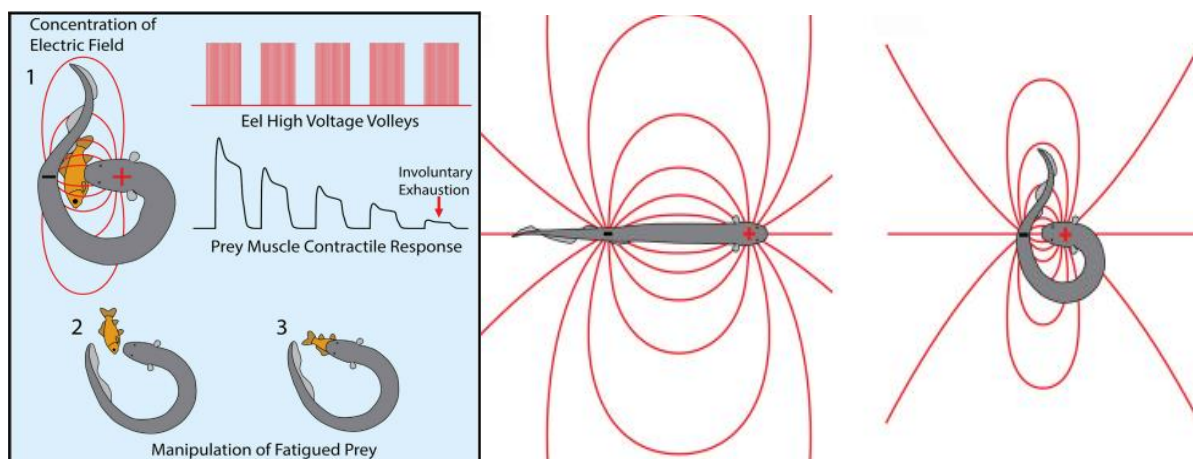 Concentration of
Electric Field
1
Eel High Voltage Volleys
Involuntary
Exhaustion
Prey Muscle Contractile Response
- +
2
3
Manipulation of Fatigued Prey
- +
- +